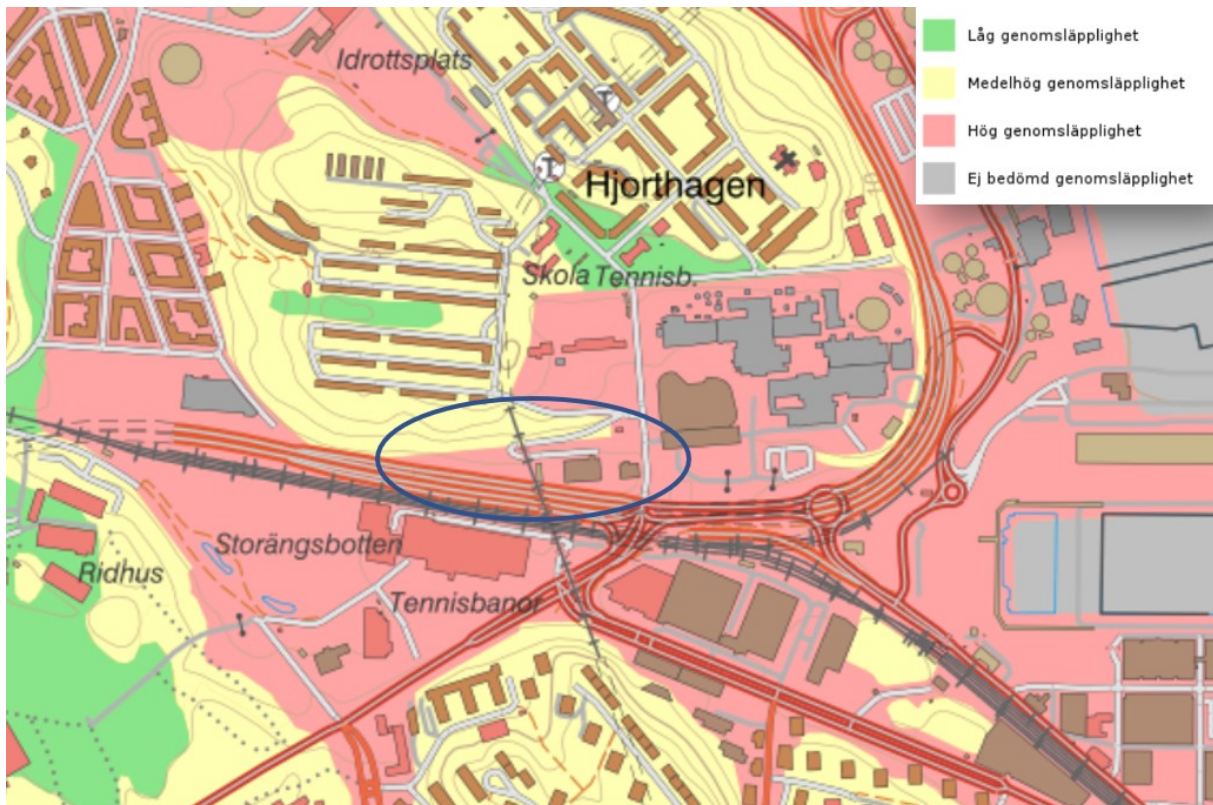 Låg genomsläpplighet
Medelhög genomsläpplighet
Hög genomsläpplighet
Ej bedömd genomsläpplighet
Idrottsplats
T
T
Hjorthagen
Skola Tennisb.
Storängsbotten
Ridhus
Tennisbanor